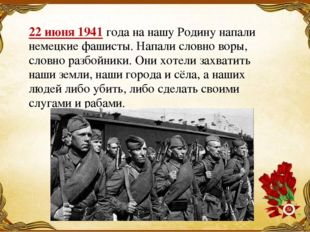 22 июня 1941 года на нашу Родину напали
немецкие фашисты. Напали словно воры,
словно разбойники. Они хотели захватить
наши земли, наши города и сёла, а наших
людей либо убить, либо сделать своими
слугами и рабами.